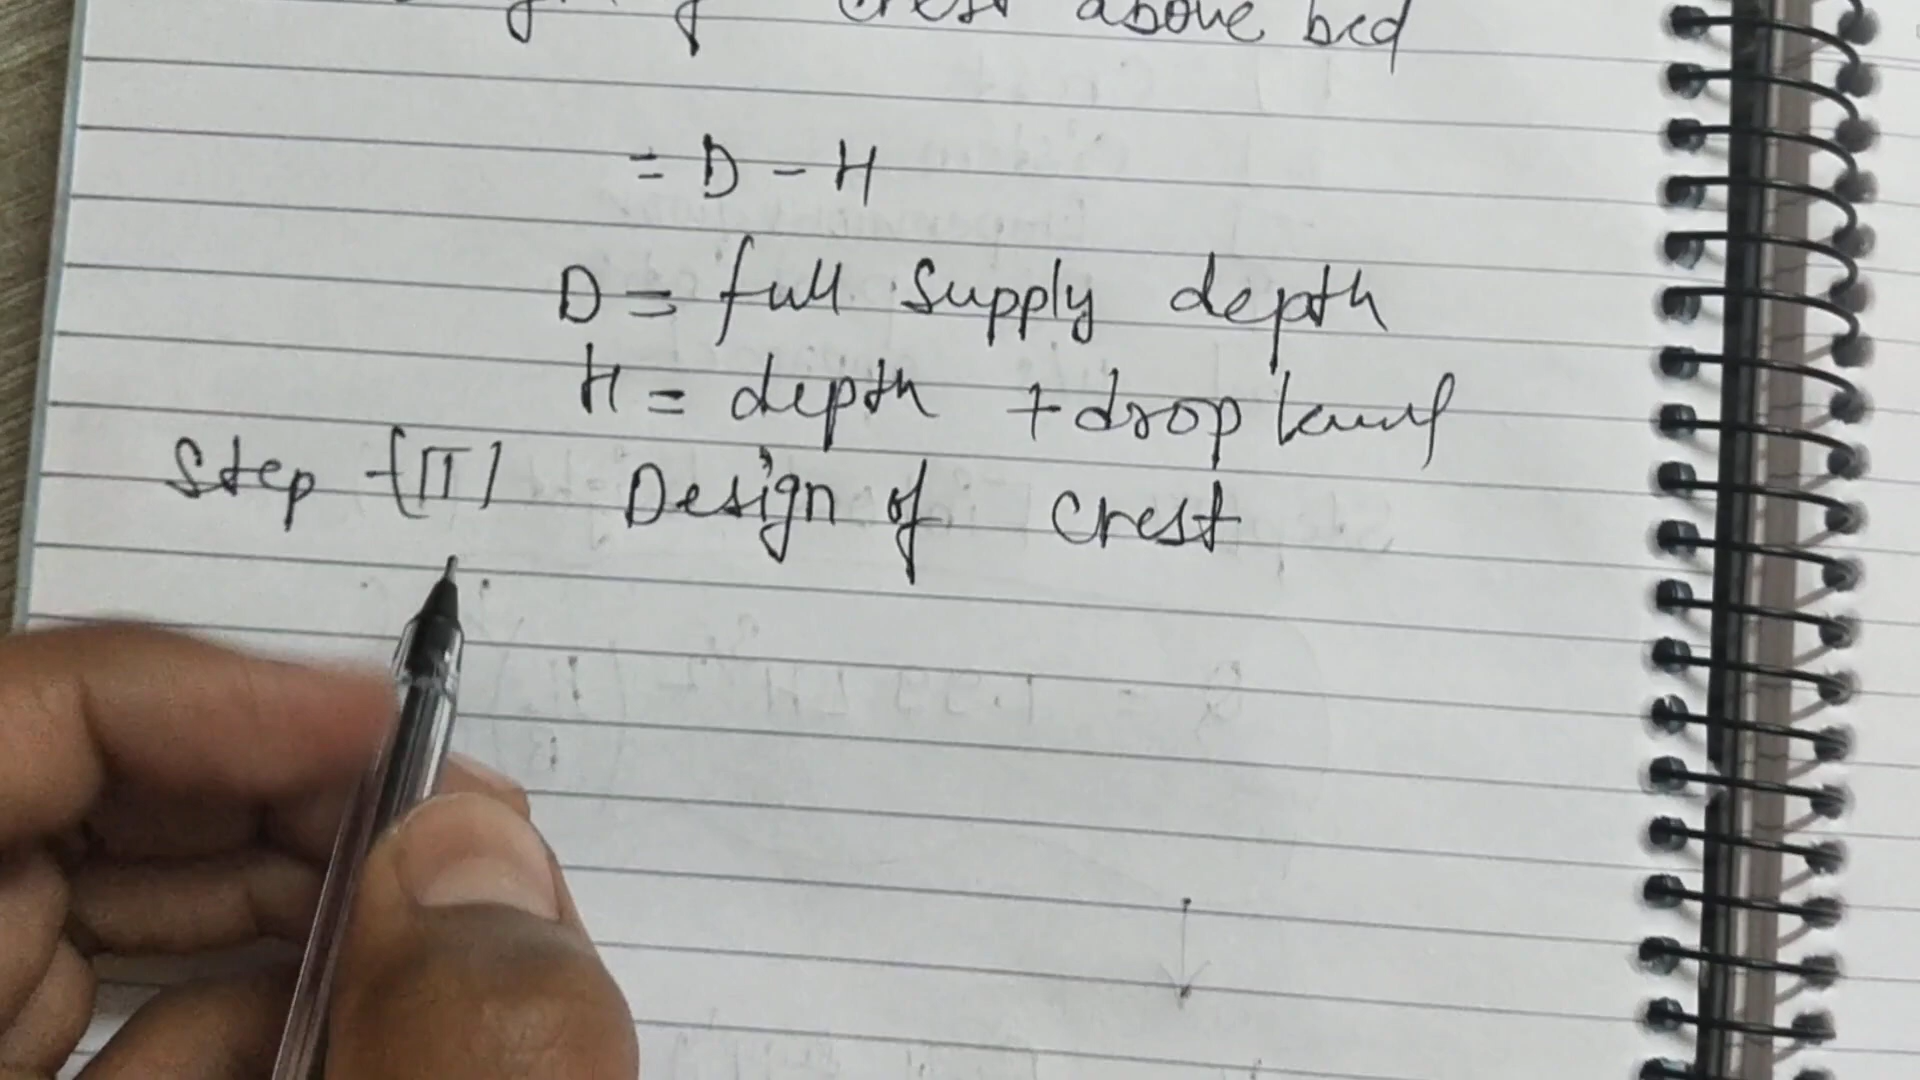 crest above bed
= D - H
D = full supply depth
H = depth + drop
Step - [II] Design of crest